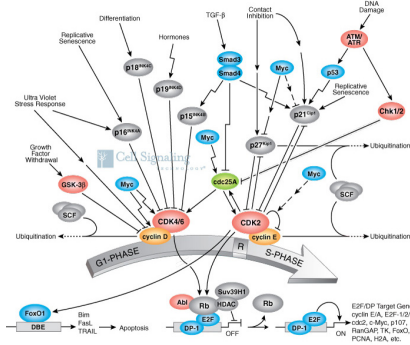 DNA
Damage
TGF-β
Contact
Inhibition
Differentiation
ATM/
ATR
Replicative
Senescence
Hormones
Smad3
Smad4
p18INK4C
Myc
p53
Chk1/2
p19INK4D
Ultra Violet
Stress Response
Replicative
Senescence
p15INK4B
p21Cip1
p16INK4A
Myc
p27Kip1
Ubiquitination
Growth
Factor
Withdrawal
Cell Signaling
GSK-3β
Myc
cdc25A
Myc
SCF
SCF
CDK4/6
CDK2
Ubiquitination
cyclin D
cyclin E
Ubiquitination
G1-PHASE
R
S-PHASE
FoxO1
DBE
Bim
FasL
TRAIL
Apoptosis
Abl
Rb
Suv39H1
HDAC
E2F
DP-1
OFF
Rb
E2F
DP-1
ON
E2F/DP Target Gen
cyclin E/A, E2F-1/2/
cdc2, c-Myc, p107,
RanGAP, TK, FoxO,
PCNA, H2A, etc.